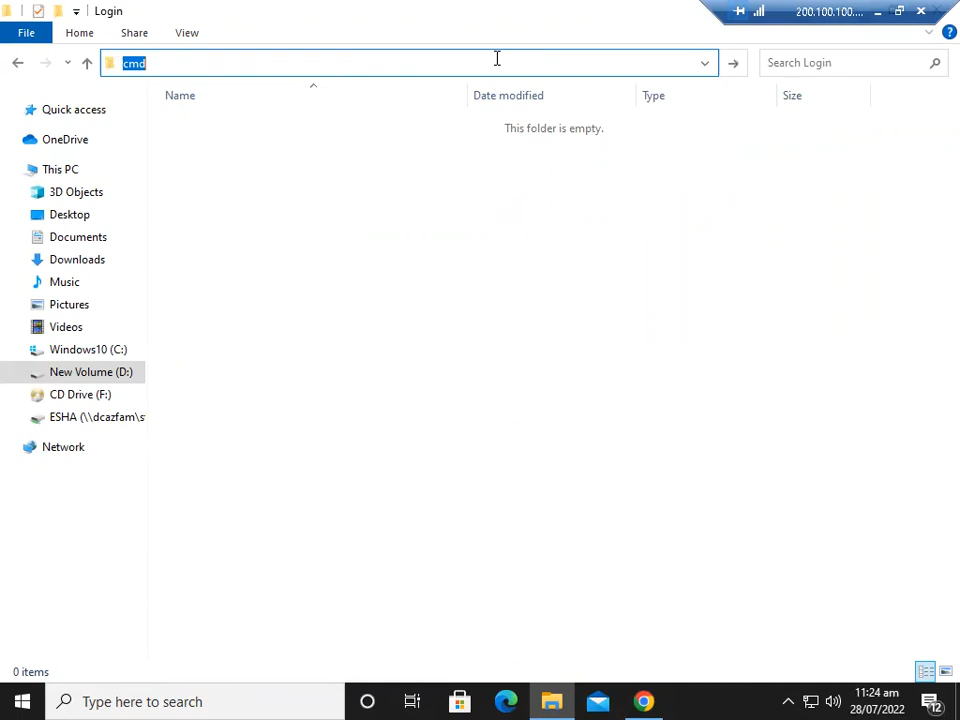 Login
200.100.100....
File Home Share View
cmd
Search Login
Name Date modified Type Size
This folder is empty.
Quick access
OneDrive
This PC
3D Objects
Desktop
Documents
Downloads
Music
Pictures
Videos
Windows10 (C:)
New Volume (D:)
CD Drive (F:)
ESHA (\\dcazfam\s
Network
0 items
Type here to search
11:24 am
28/07/2022
12